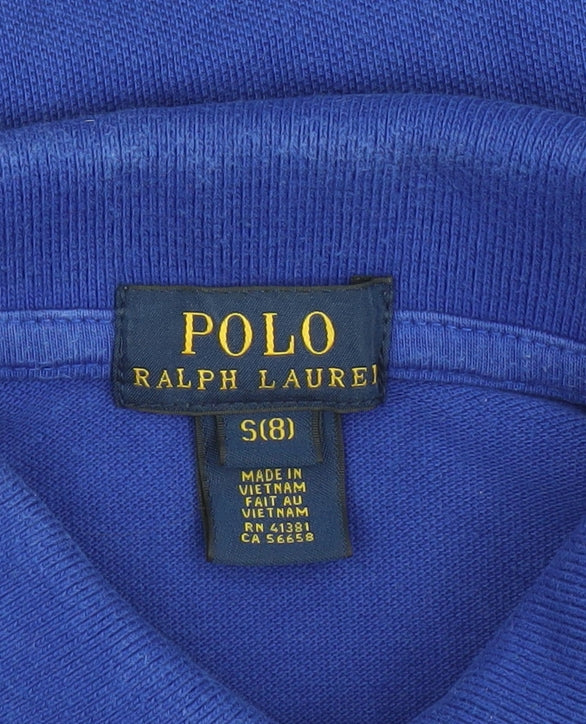 POLO
RALPH LAUREN
S(8)
MADE IN
VIETNAM
FAIT AU
VIETNAM
RN 41381
CA 56658